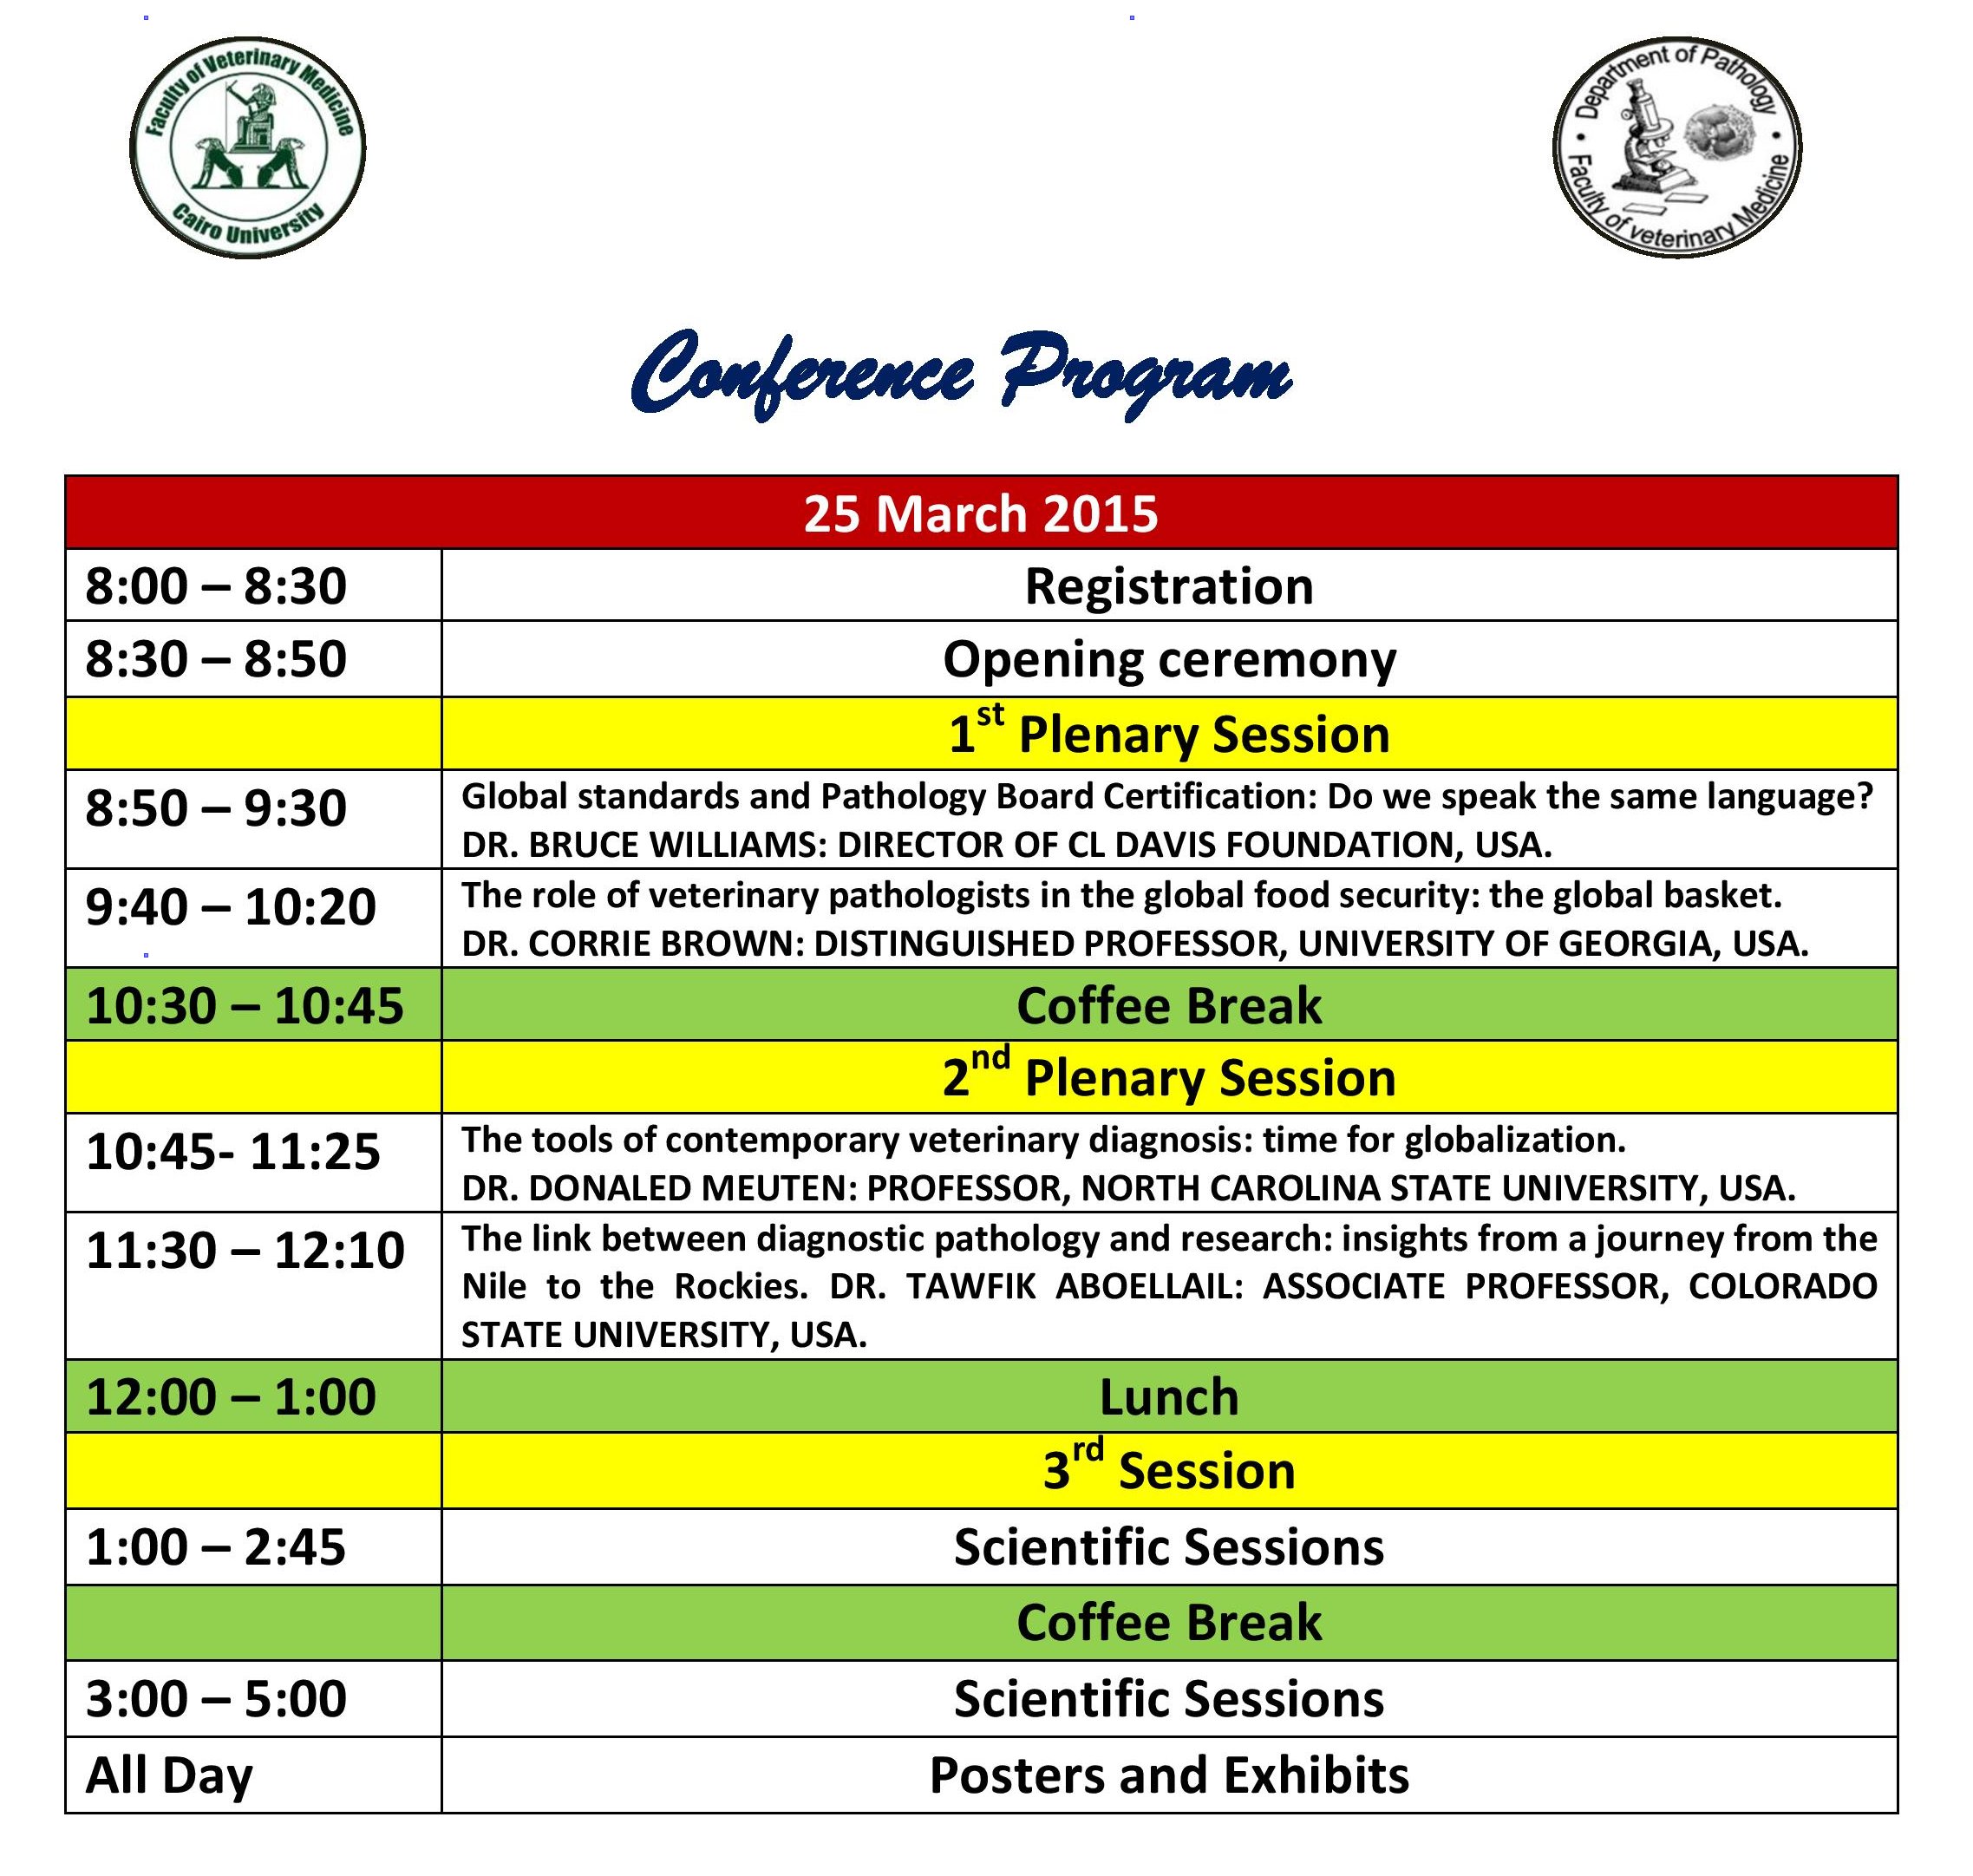 Faculty of Veterinary Medicine
Cairo University
Department of Pathology
Faculty of veterinary Medicine
Conference Program
25 March 2015
8:00 – 8:30 Registration
8:30 – 8:50 Opening ceremony
1st Plenary Session
8:50 – 9:30 Global standards and Pathology Board Certification: Do we speak the same language?
DR. BRUCE WILLIAMS: DIRECTOR OF CL DAVIS FOUNDATION, USA.
9:40 – 10:20 The role of veterinary pathologists in the global food security: the global basket.
DR. CORRIE BROWN: DISTINGUISHED PROFESSOR, UNIVERSITY OF GEORGIA, USA.
10:30 – 10:45 Coffee Break
2nd Plenary Session
10:45- 11:25 The tools of contemporary veterinary diagnosis: time for globalization.
DR. DONALED MEUTEN: PROFESSOR, NORTH CAROLINA STATE UNIVERSITY, USA.
11:30 – 12:10 The link between diagnostic pathology and research: insights from a journey from the
Nile to the Rockies. DR. TAWFIK ABOELLAIL: ASSOCIATE PROFESSOR, COLORADO
STATE UNIVERSITY, USA.
12:00 – 1:00 Lunch
3rd Session
1:00 – 2:45 Scientific Sessions
Coffee Break
3:00 – 5:00 Scientific Sessions
All Day Posters and Exhibits